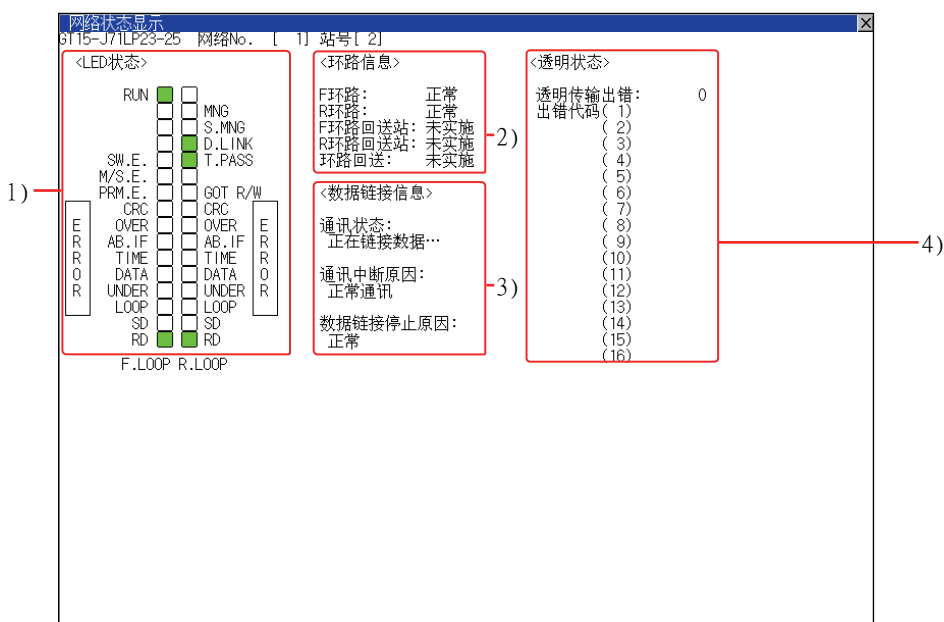 网络状态显示
GT15-J71LP23-25 网络No. [ 1] 站号[ 2]
<LED状态>
RUN
MNG
S.MNG
D.LINK
SW.E. T.PASS
M/S.E.
PRM.E. GOT R/W
CRC CRC
OVER OVER
AB.IF AB.IF
TIME TIME
DATA DATA
UNDER UNDER
LOOP LOOP
SD SD
RD RD
ERROR
ERROR
F.LOOP R.LOOP
1)
<环路信息>
F环路: 正常
R环路: 正常
F环路回送站: 未实施
R环路回送站: 未实施
环路回送: 未实施
2)
<数据链接信息>
通讯状态:
正在链接数据…
通讯中断原因:
正常通讯
数据链接停止原因:
正常
3)
<透明状态>
透明传输出错: 0
出错代码( 1)
( 2)
( 3)
( 4)
( 5)
( 6)
( 7)
( 8)
( 9)
(10)
(11)
(12)
(13)
(14)
(15)
(16)
4)